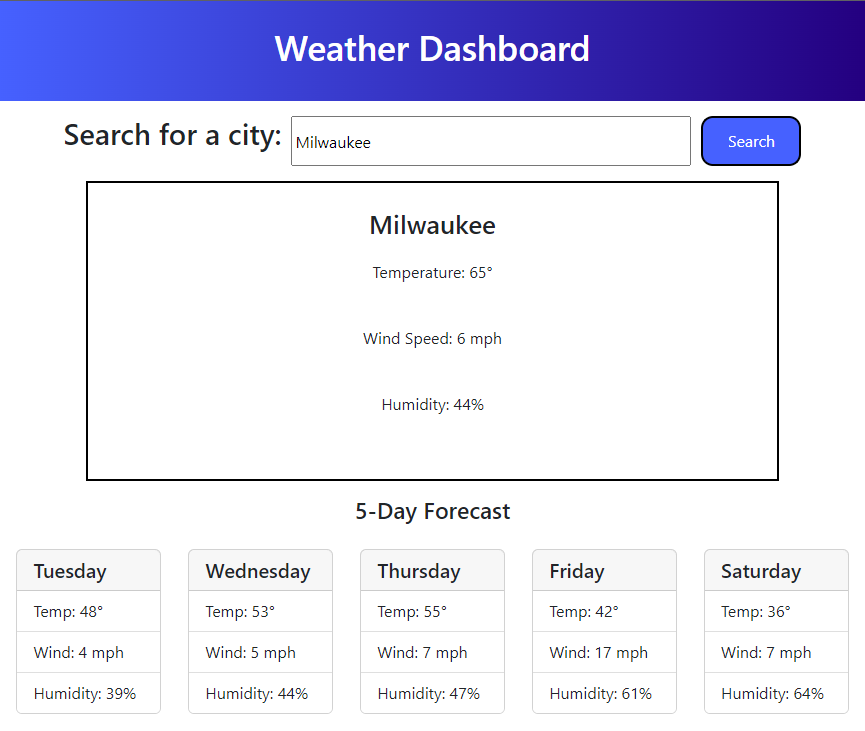 Weather Dashboard
Search for a city: Milwaukee Search
Milwaukee
Temperature: 65°
Wind Speed: 6 mph
Humidity: 44%
5-Day Forecast
Tuesday
Temp: 48°
Wind: 4 mph
Humidity: 39%
Wednesday
Temp: 53°
Wind: 5 mph
Humidity: 44%
Thursday
Temp: 55°
Wind: 7 mph
Humidity: 47%
Friday
Temp: 42°
Wind: 17 mph
Humidity: 61%
Saturday
Temp: 36°
Wind: 7 mph
Humidity: 64%